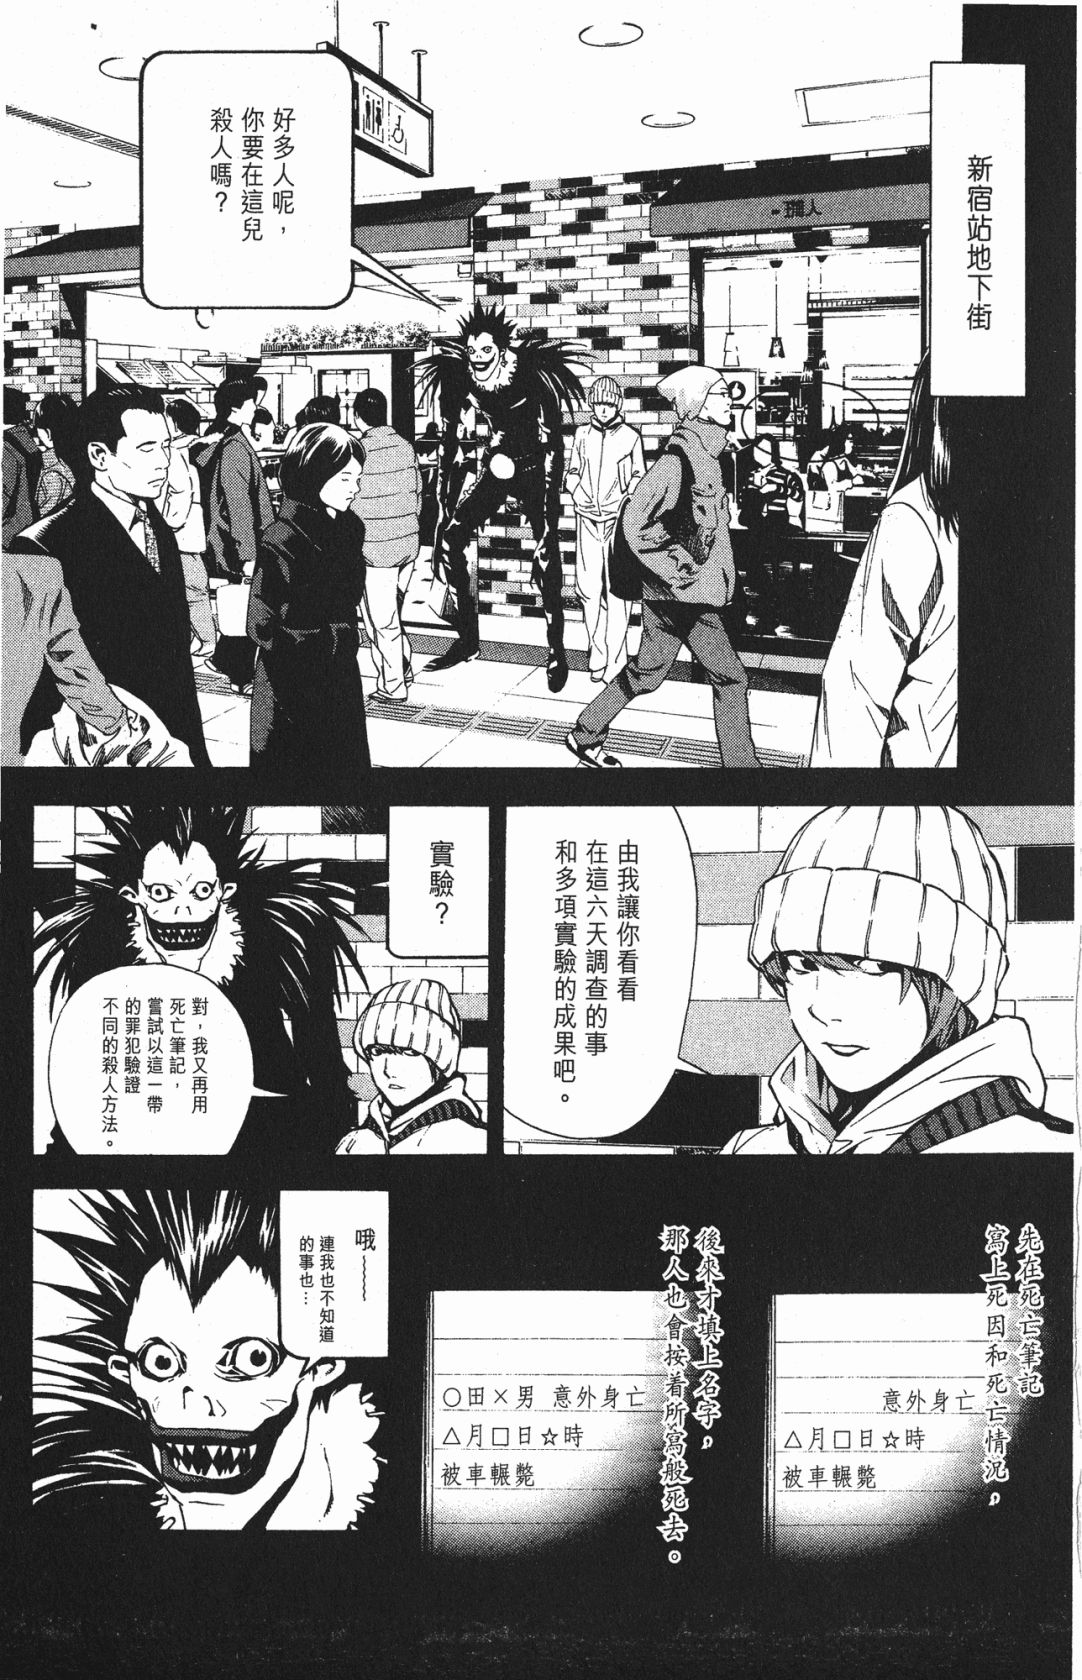 新宿站地下街
好多人呢，
你要在這兒
殺人嗎？
由我讓你看看
在這六天調查的事
和多項實驗的成果吧。
實驗？
對，我又再用
死亡筆記，
嘗試以這一帶
的罪犯驗證
不同的殺人方法。
先在死亡筆記
寫上死因和死亡情況，
意外身亡
△月□日☆時
被車輾斃
後來才填上名字，
那人也會按着所寫般死去。
○田×男 意外身亡
△月□日☆時
被車輾斃
哦～～～
連我也不知道
的事也…